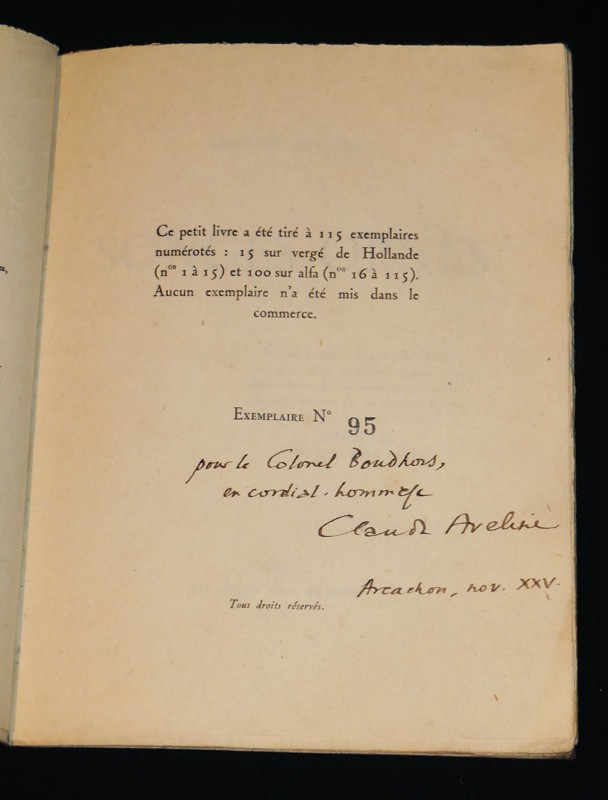 Ce petit livre a été tiré à 115 exemplaires
numérotés : 15 sur vergé de Hollande
(nos 1 à 15) et 100 sur alfa (nos 16 à 115).
Aucun exemplaire n'a été mis dans le
commerce.
Exemplaire No 95
pour le Colonel Boudhors,
en cordial hommage
Claude Aveline
Arcachon, nov. XXV.
Tous droits réservés.